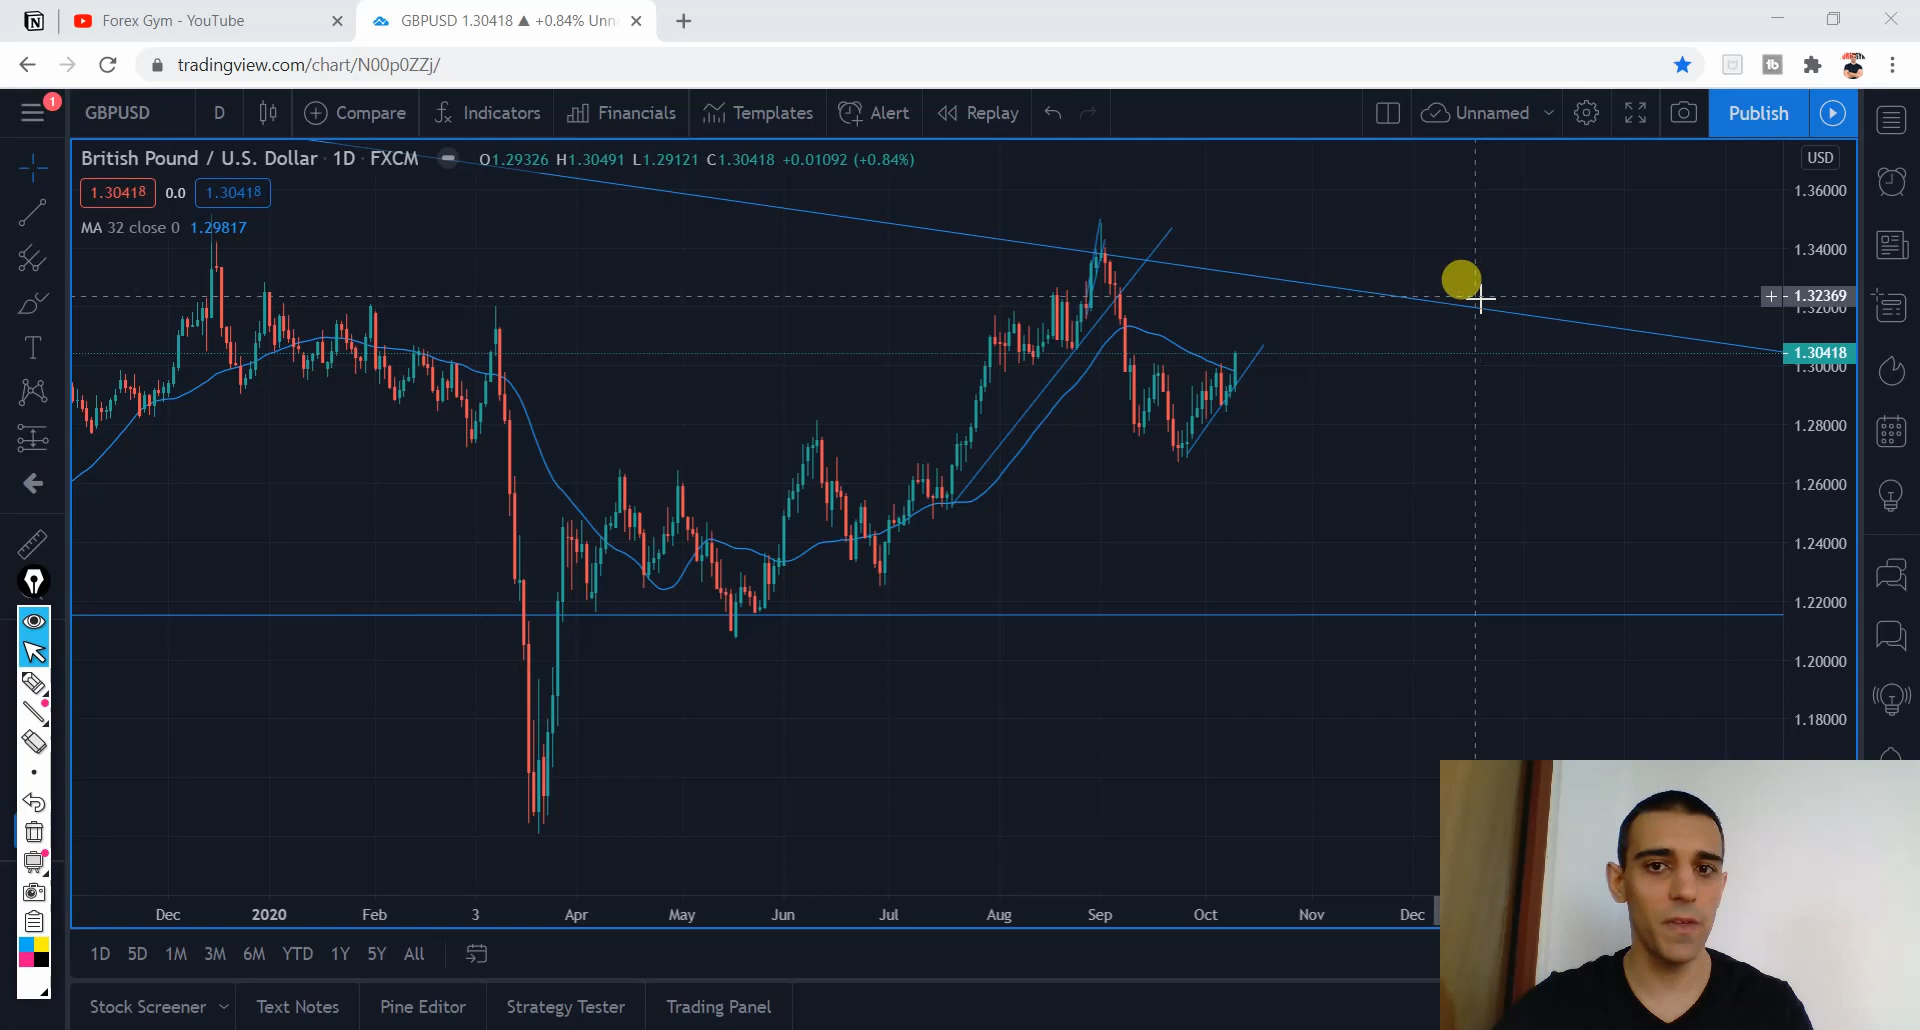 Forex Gym - YouTube
GBPUSD 1.30418 ▲ +0.84% Unn
tradingview.com/chart/N00p0ZZj/
1
GBPUSD D Compare Indicators Financials Templates Alert Replay Unnamed Publish
British Pound / U.S. Dollar · 1D · FXCM O1.29326 H1.30491 L1.29121 C1.30418 +0.01092 (+0.84%)
USD
1.30418 0.0 1.30418
MA 32 close 0 1.29817
1.36000
1.34000
1.32369
1.32000
1.30418
1.30000
1.28000
1.26000
1.24000
1.22000
1.20000
1.18000
Dec 2020 Feb 3 Apr May Jun Jul Aug Sep Oct Nov Dec
1D 5D 1M 3M 6M YTD 1Y 5Y All
Stock Screener Text Notes Pine Editor Strategy Tester Trading Panel